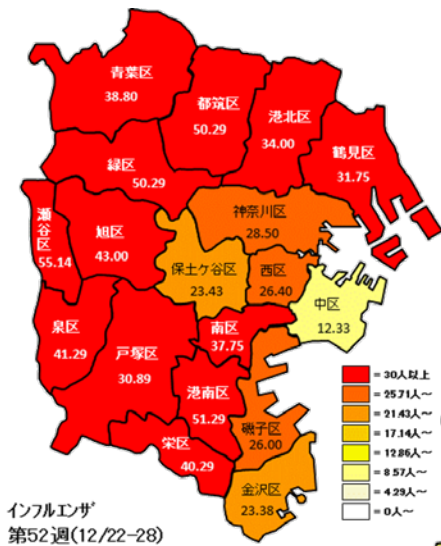 青葉区
38.80
都筑区
50.29
港北区
34.00
鶴見区
31.75
緑区
50.29
神奈川区
28.50
瀬谷区
55.14
旭区
43.00
保土ケ谷区
23.43
西区
26.40
中区
12.33
泉区
41.29
戸塚区
30.89
南区
37.75
港南区
51.29
磯子区
26.00
栄区
40.29
金沢区
23.38
=30人以上
=25.71人~
=21.43人~
=17.14人~
=12.86人~
=8.57人~
=4.29人~
=0人~
インフルエンザ
第52週(12/22-28)